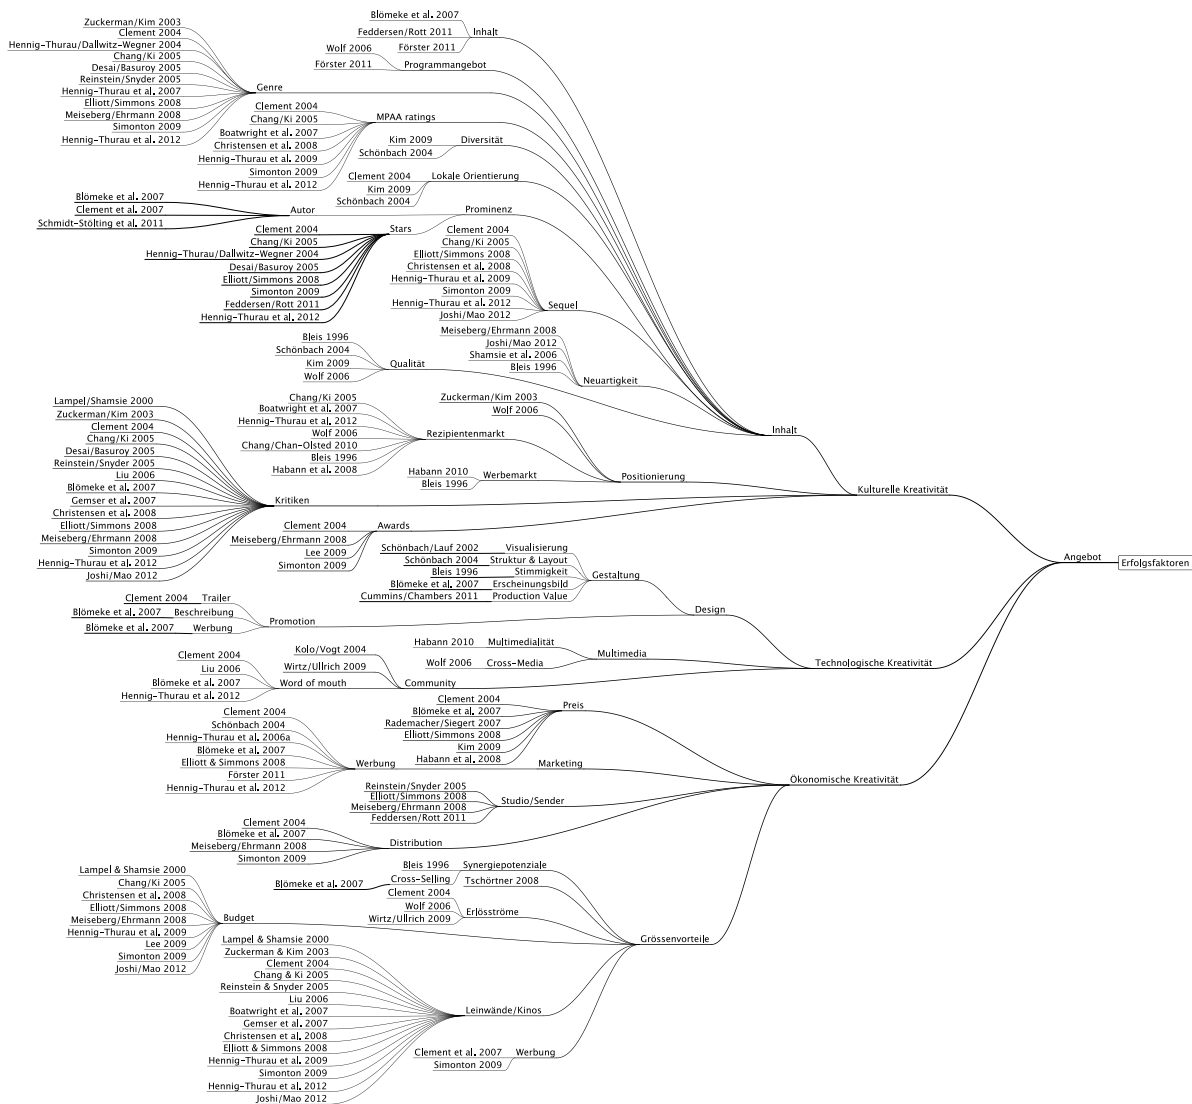 Blömeke et al. 2007
Feddersen/Rott 2011
Förster 2011
Inhalt
Wolf 2006
Förster 2011
Programmangebot
Zuckerman/Kim 2003
Clement 2004
Hennig-Thurau/Dallwitz-Wegner 2004
Chang/Ki 2005
Desai/Basuroy 2005
Reinstein/Snyder 2005
Hennig-Thurau et al. 2007
Elliott/Simmons 2008
Meiseberg/Ehrmann 2008
Simonton 2009
Hennig-Thurau et al. 2012
Genre
Clement 2004
Chang/Ki 2005
Boatwright et al. 2007
Christensen et al. 2008
Hennig-Thurau et al. 2009
Simonton 2009
Hennig-Thurau et al. 2012
MPAA ratings
Kim 2009
Schönbach 2004
Diversität
Clement 2004
Kim 2009
Schönbach 2004
Lokale Orientierung
Blömeke et al. 2007
Clement et al. 2007
Schmidt-Stölting et al. 2011
Autor
Clement 2004
Chang/Ki 2005
Hennig-Thurau/Dallwitz-Wegner 2004
Desai/Basuroy 2005
Elliott/Simmons 2008
Simonton 2009
Feddersen/Rott 2011
Hennig-Thurau et al. 2012
Stars
Prominenz
Clement 2004
Chang/Ki 2005
Elliott/Simmons 2008
Christensen et al. 2008
Hennig-Thurau et al. 2009
Simonton 2009
Hennig-Thurau et al. 2012
Joshi/Mao 2012
Sequel
Meiseberg/Ehrmann 2008
Joshi/Mao 2012
Shamsie et al. 2006
Bleis 1996
Neuartigkeit
Bleis 1996
Schönbach 2004
Kim 2009
Wolf 2006
Qualität
Inhalt
Zuckerman/Kim 2003
Wolf 2006
Chang/Ki 2005
Boatwright et al. 2007
Hennig-Thurau et al. 2012
Wolf 2006
Chang/Chan-Olsted 2010
Bleis 1996
Habann et al. 2008
Rezipientenmarkt
Habann 2010
Bleis 1996
Werbemarkt
Positionierung
Lampel/Shamsie 2000
Zuckerman/Kim 2003
Clement 2004
Chang/Ki 2005
Desai/Basuroy 2005
Reinstein/Snyder 2005
Liu 2006
Blömeke et al. 2007
Gemser et al. 2007
Christensen et al. 2008
Elliott/Simmons 2008
Meiseberg/Ehrmann 2008
Simonton 2009
Hennig-Thurau et al. 2012
Joshi/Mao 2012
Kritiken
Clement 2004
Meiseberg/Ehrmann 2008
Lee 2009
Simonton 2009
Awards
Kulturelle Kreativität
Schönbach/Lauf 2002 Visualisierung
Schönbach 2004 Struktur & Layout
Bleis 1996 Stimmigkeit
Blömeke et al. 2007 Erscheinungsbild
Cummins/Chambers 2011 Production Value
Gestaltung
Clement 2004 Trailer
Blömeke et al. 2007 Beschreibung
Blömeke et al. 2007 Werbung
Promotion
Design
Habann 2010 Multimedialität
Wolf 2006 Cross-Media
Multimedia
Kolo/Vogt 2004
Wirtz/Ullrich 2009
Clement 2004
Liu 2006
Blömeke et al. 2007
Hennig-Thurau et al. 2012
Word of mouth
Community
Technologische Kreativität
Clement 2004
Blömeke et al. 2007
Rademacher/Siegert 2007
Elliott/Simmons 2008
Kim 2009
Habann et al. 2008
Preis
Clement 2004
Schönbach 2004
Hennig-Thurau et al. 2006a
Blömeke et al. 2007
Elliott & Simmons 2008
Förster 2011
Hennig-Thurau et al. 2012
Werbung
Marketing
Reinstein/Snyder 2005
Elliott/Simmons 2008
Meiseberg/Ehrmann 2008
Feddersen/Rott 2011
Studio/Sender
Clement 2004
Blömeke et al. 2007
Meiseberg/Ehrmann 2008
Simonton 2009
Distribution
Ökonomische Kreativität
Bleis 1996
Blömeke et al. 2007 Cross-Selling
Synergiepotenziale
Tschörtner 2008
Clement 2004
Wolf 2006
Wirtz/Ullrich 2009
Erlösströme
Lampel & Shamsie 2000
Chang/Ki 2005
Christensen et al. 2008
Elliott/Simmons 2008
Meiseberg/Ehrmann 2008
Hennig-Thurau et al. 2009
Lee 2009
Simonton 2009
Joshi/Mao 2012
Budget
Lampel & Shamsie 2000
Zuckerman & Kim 2003
Clement 2004
Chang & Ki 2005
Reinstein & Snyder 2005
Liu 2006
Boatwright et al. 2007
Gemser et al. 2007
Christensen et al. 2008
Elliott & Simmons 2008
Hennig-Thurau et al. 2009
Simonton 2009
Hennig-Thurau et al. 2012
Joshi/Mao 2012
Leinwände/Kinos
Clement et al. 2007
Simonton 2009
Werbung
Grössenvorteile
Angebot
Erfolgsfaktoren